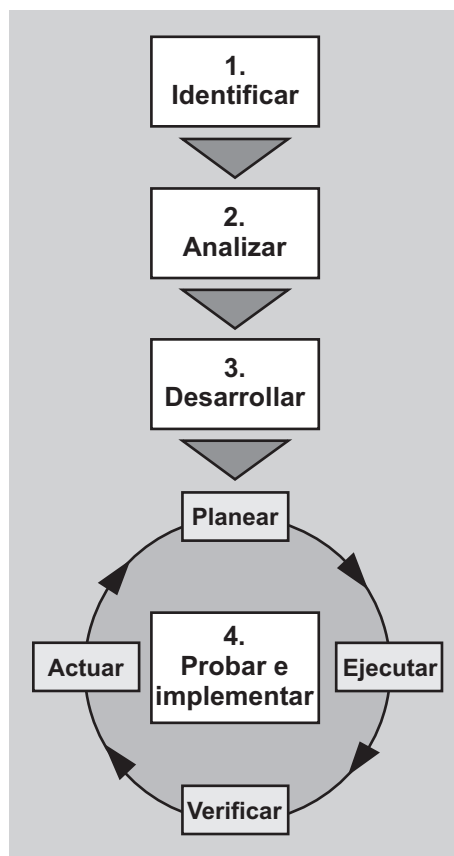 1.
Identificar
2.
Analizar
3.
Desarrollar
Planear
4.
Probar e
implementar
Actuar
Ejecutar
Verificar